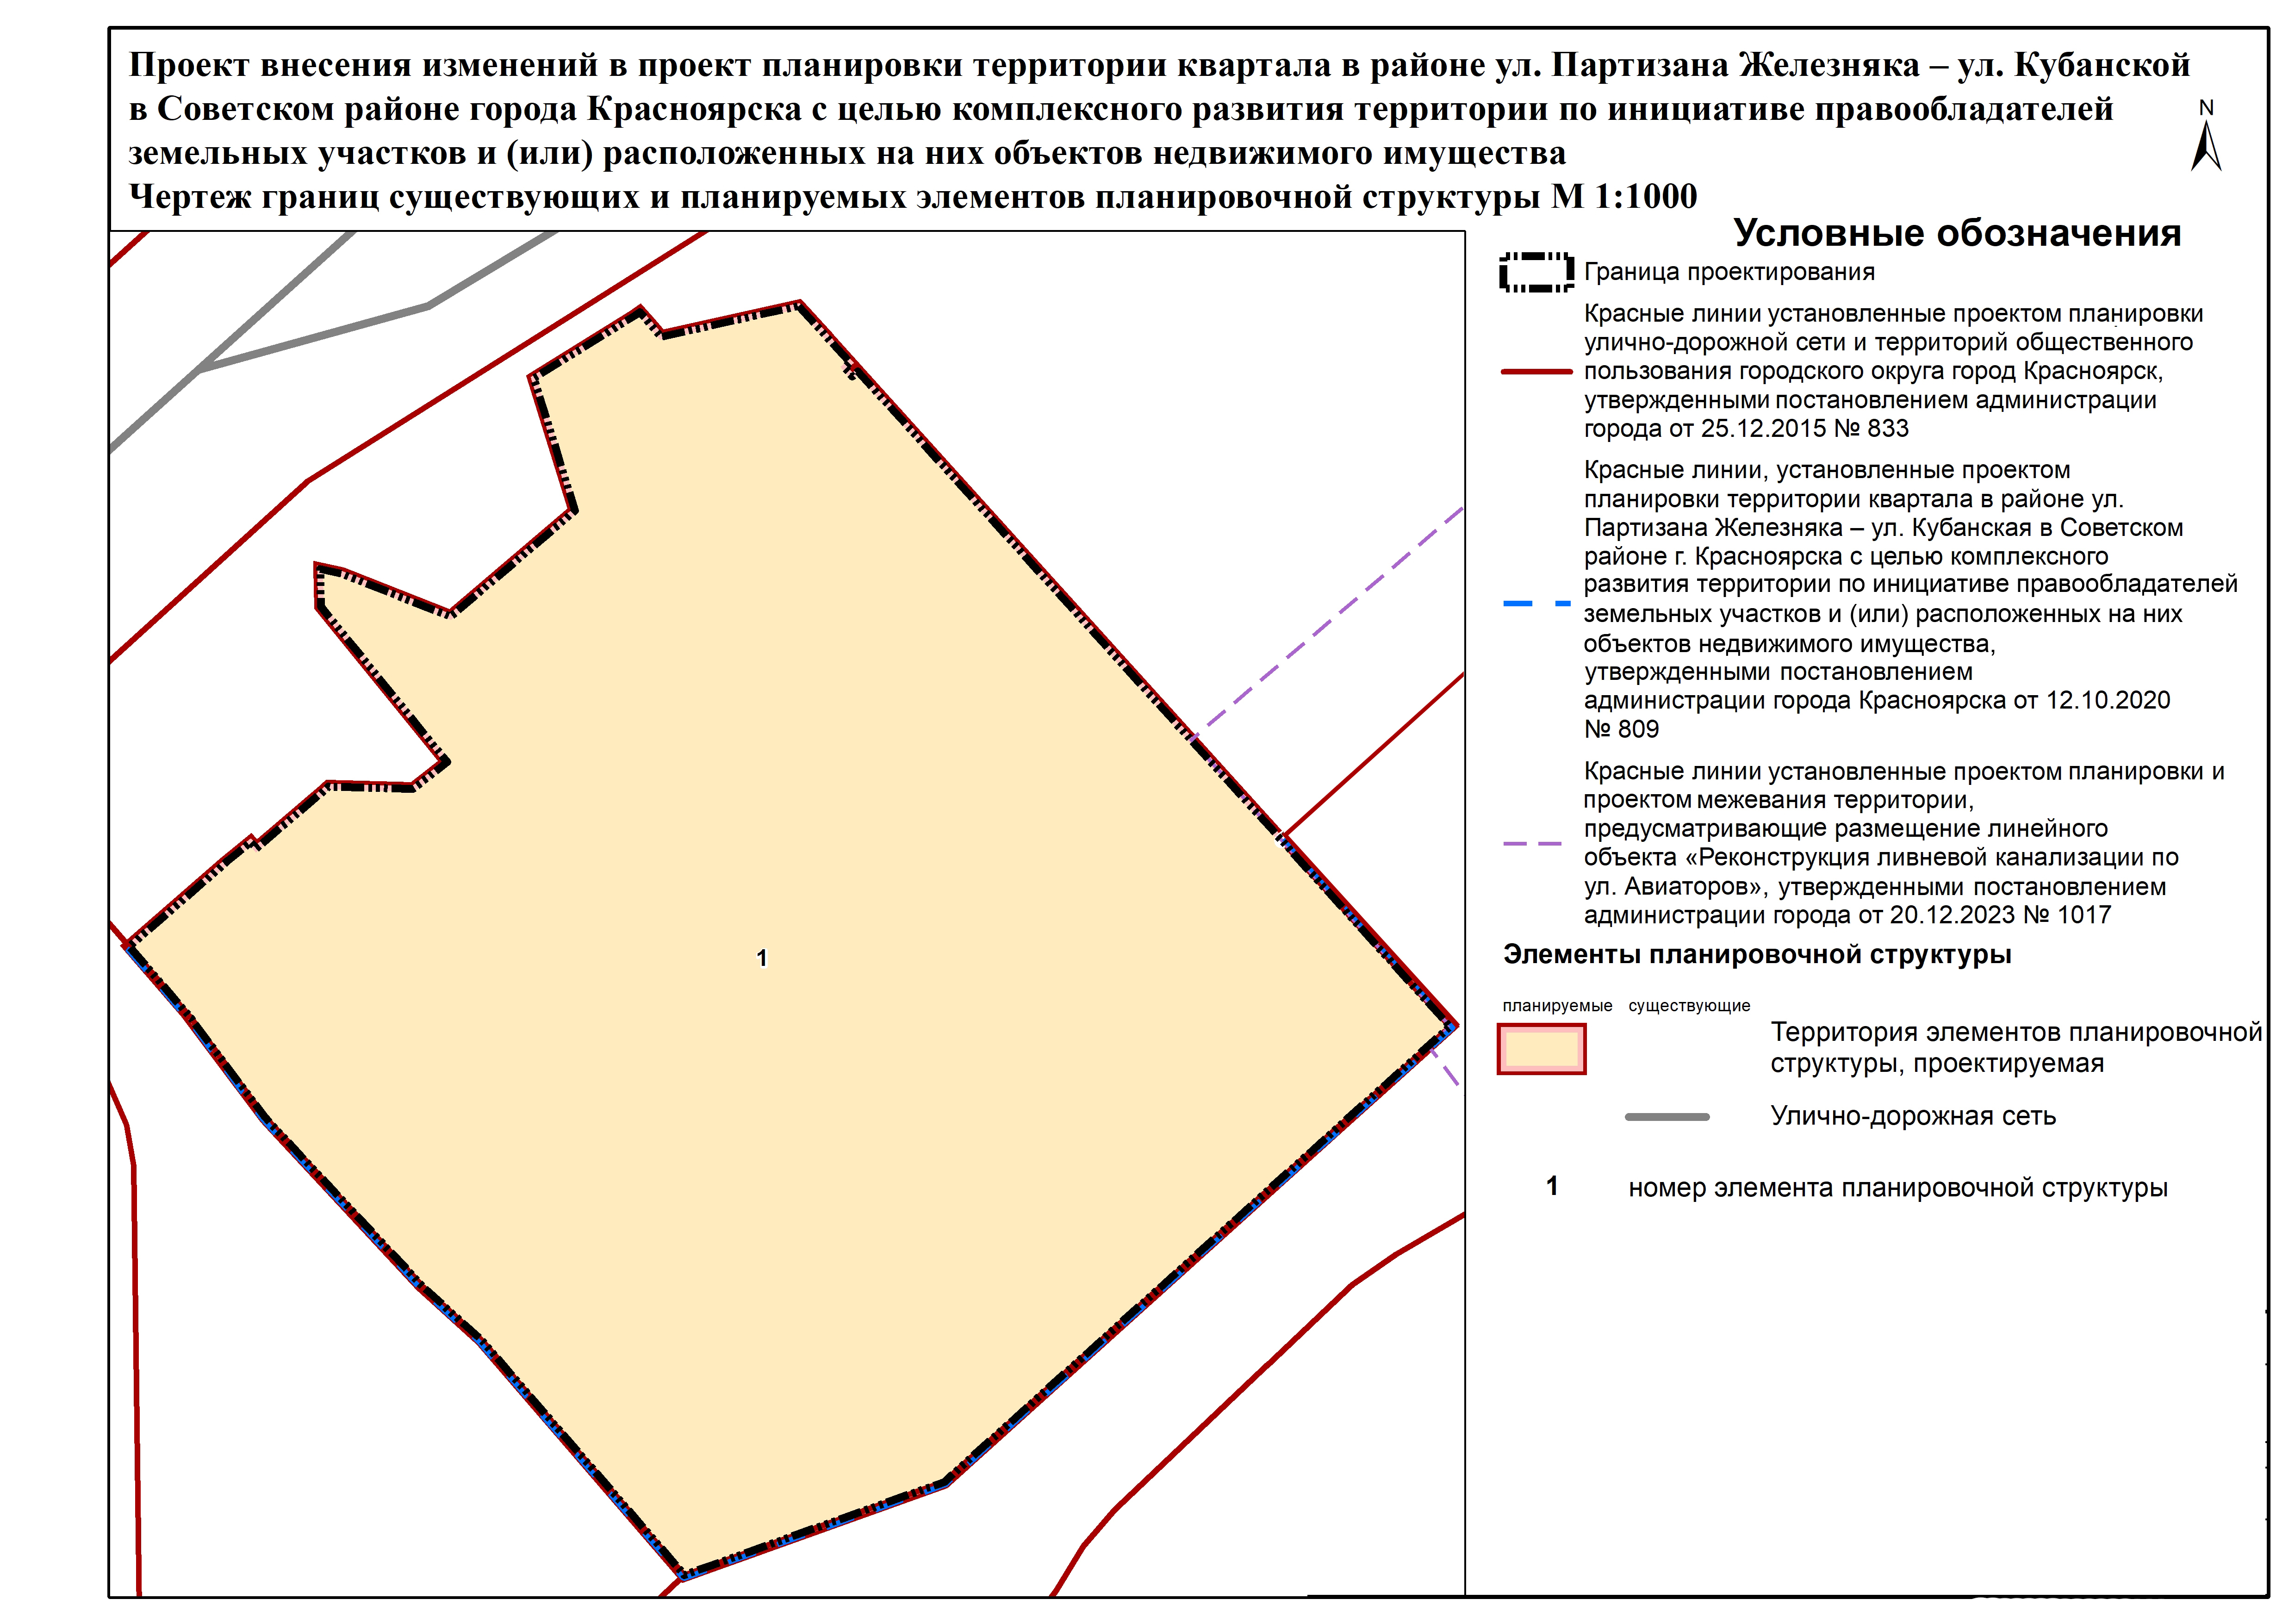 Проект внесения изменений в проект планировки территории квартала в районе ул. Партизана Железняка – ул. Кубанской
в Советском районе города Красноярска с целью комплексного развития территории по инициативе правообладателей
земельных участков и (или) расположенных на них объектов недвижимого имущества
Чертеж границ существующих и планируемых элементов планировочной структуры М 1:1000
N
Условные обозначения
Граница проектирования
Красные линии установленные проектом планировки
улично-дорожной сети и территорий общественного
пользования городского округа город Красноярск,
утвержденными постановлением администрации
города от 25.12.2015 № 833
Красные линии, установленные проектом
планировки территории квартала в районе ул.
Партизана Железняка – ул. Кубанская в Советском
районе г. Красноярска с целью комплексного
развития территории по инициативе правообладателей
земельных участков и (или) расположенных на них
объектов недвижимого имущества,
утвержденными постановлением
администрации города Красноярска от 12.10.2020
№ 809
Красные линии установленные проектом планировки и
проектом межевания территории,
предусматривающие размещение линейного
объекта «Реконструкция ливневой канализации по
ул. Авиаторов», утвержденными постановлением
администрации города от 20.12.2023 № 1017
Элементы планировочной структуры
планируемые существующие
Территория элементов планировочной
структуры, проектируемая
Улично-дорожная сеть
1 номер элемента планировочной структуры
1